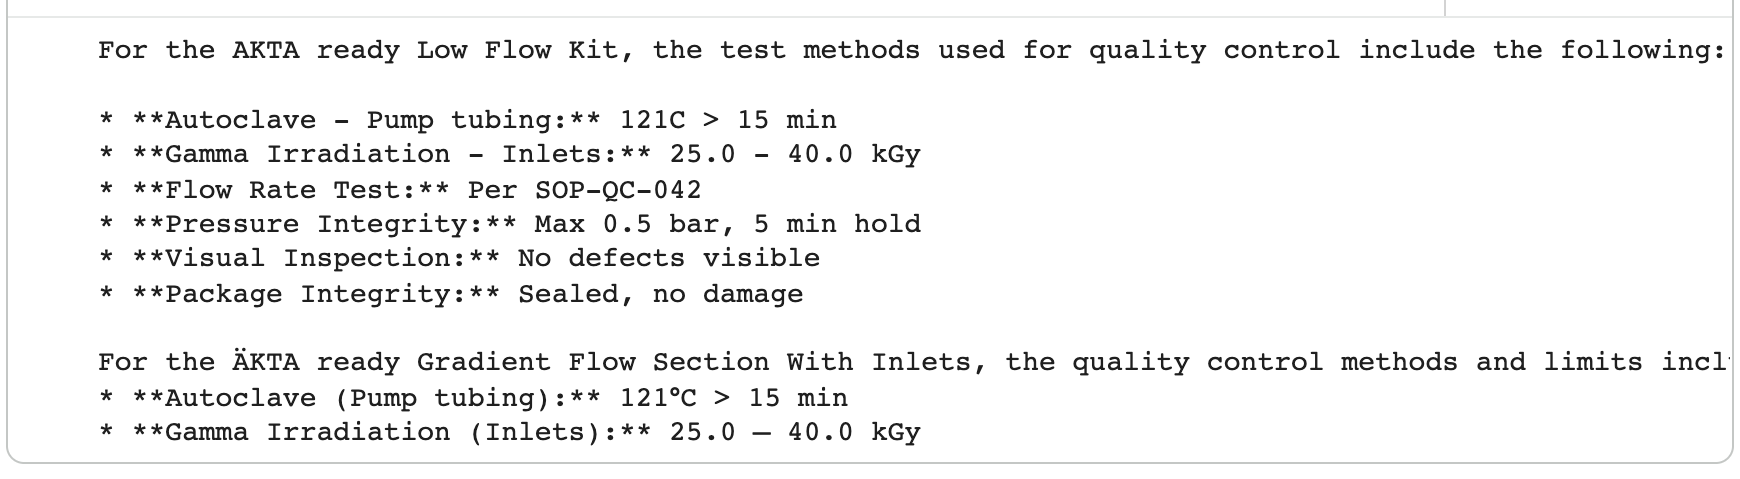 For the AKTA ready Low Flow Kit, the test methods used for quality control include the following:
* **Autoclave - Pump tubing:** 121C > 15 min
* **Gamma Irradiation - Inlets:** 25.0 - 40.0 kGy
* **Flow Rate Test:** Per SOP-QC-042
* **Pressure Integrity:** Max 0.5 bar, 5 min hold
* **Visual Inspection:** No defects visible
* **Package Integrity:** Sealed, no damage
For the ÄKTA ready Gradient Flow Section With Inlets, the quality control methods and limits incl
* **Autoclave (Pump tubing):** 121°C > 15 min
* **Gamma Irradiation (Inlets):** 25.0 – 40.0 kGy